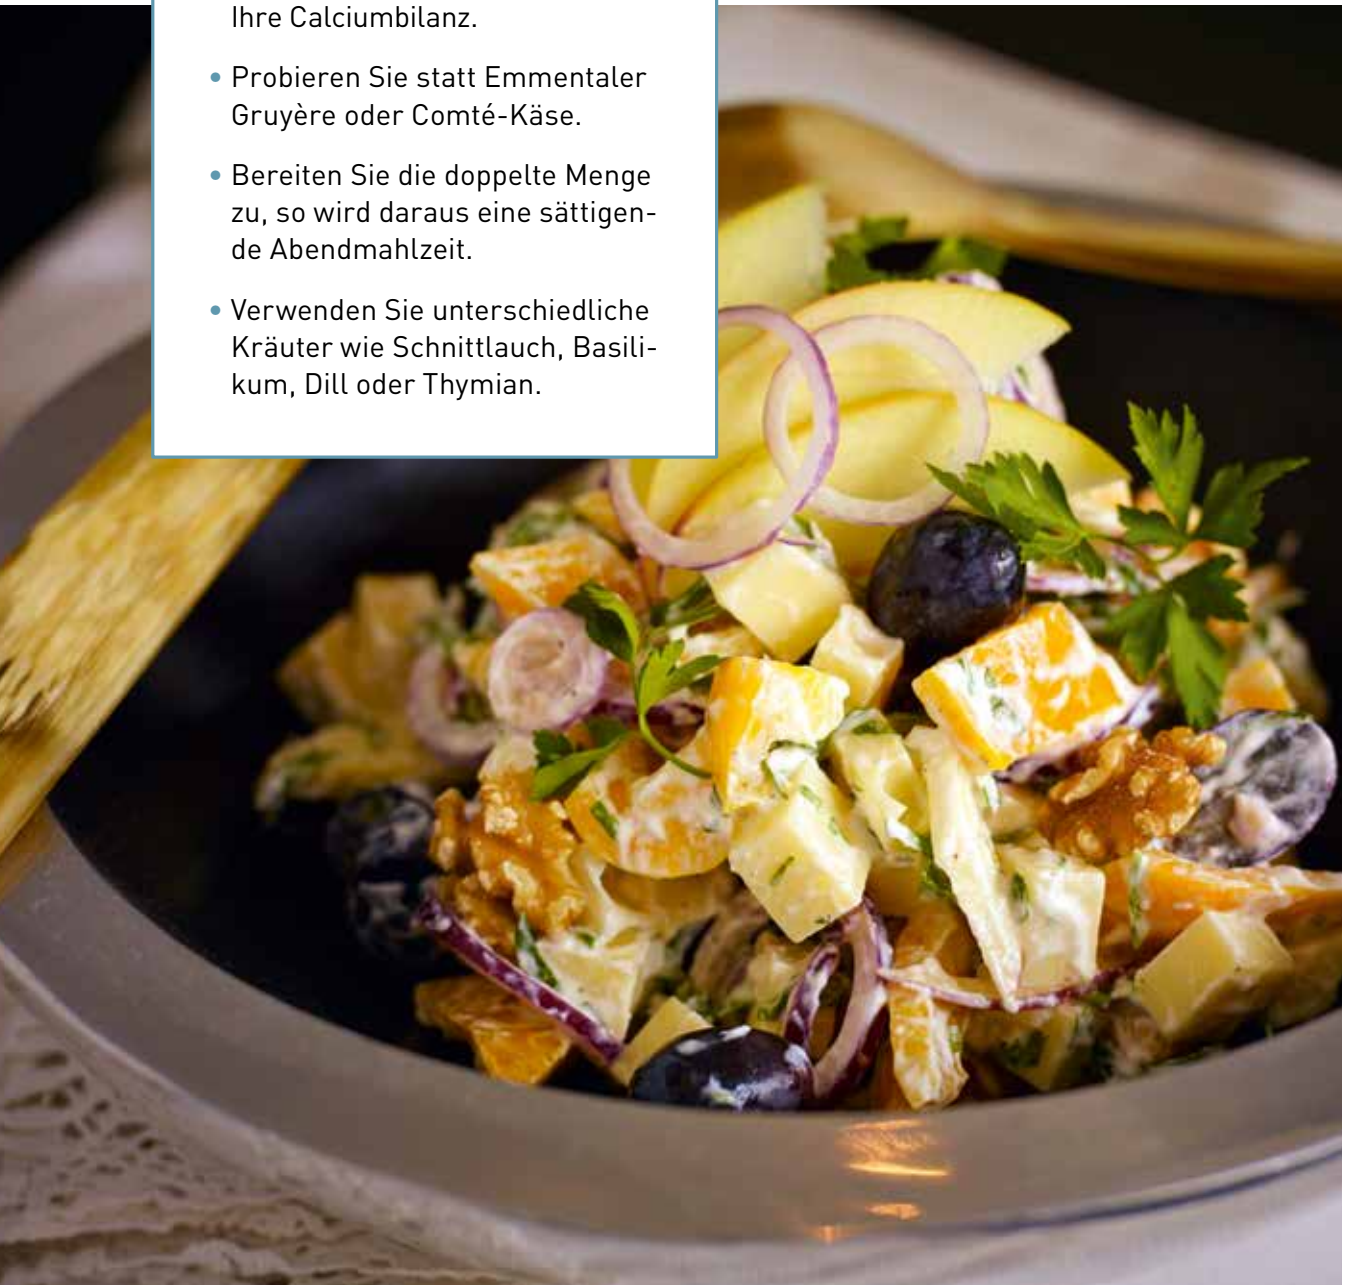 Ihre Calciumbilanz.
• Probieren Sie statt Emmentaler
Gruyère oder Comté-Käse.
• Bereiten Sie die doppelte Menge
zu, so wird daraus eine sättigen-
de Abendmahlzeit.
• Verwenden Sie unterschiedliche
Kräuter wie Schnittlauch, Basili-
kum, Dill oder Thymian.